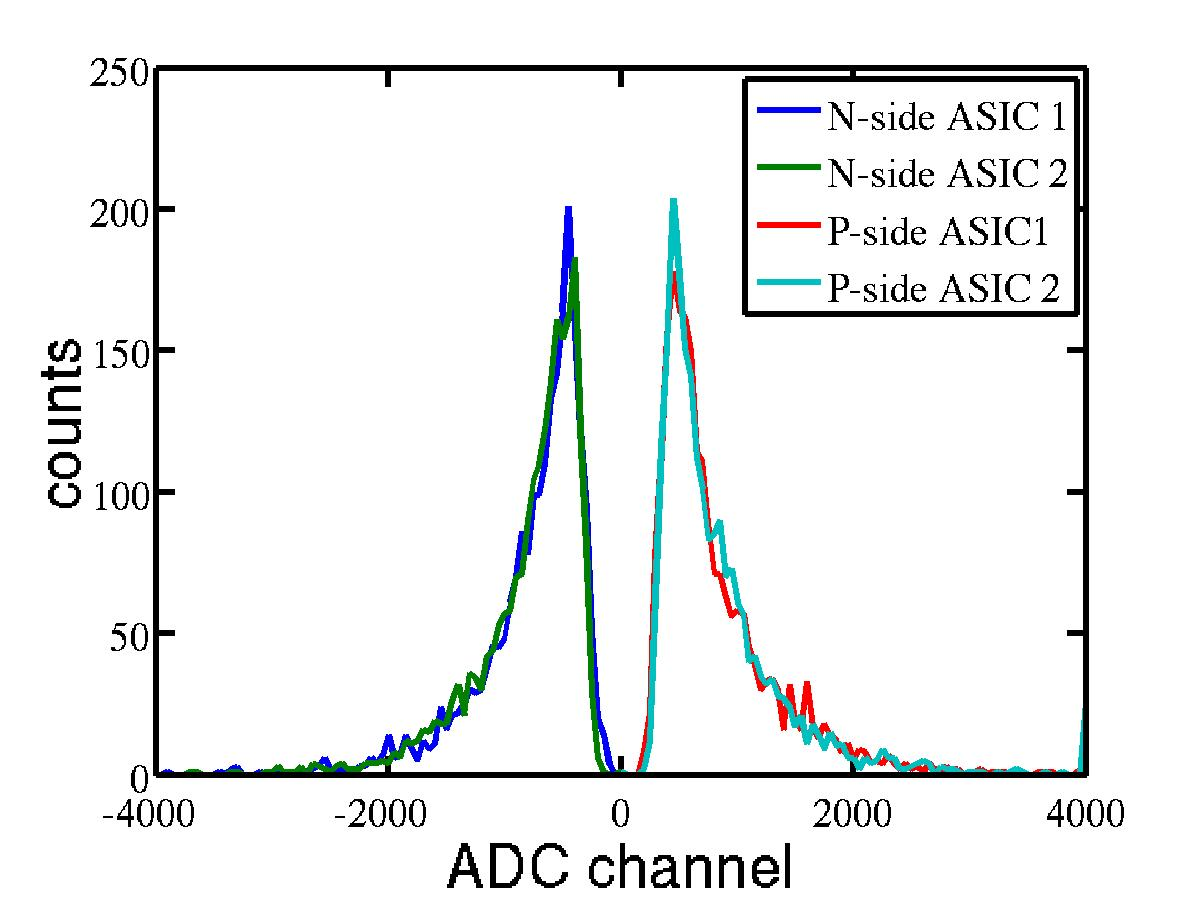 250
200
150
100
50
0
counts
N-side ASIC 1
N-side ASIC 2
P-side ASIC1
P-side ASIC 2
-4000 -2000 0 2000 4000
ADC channel